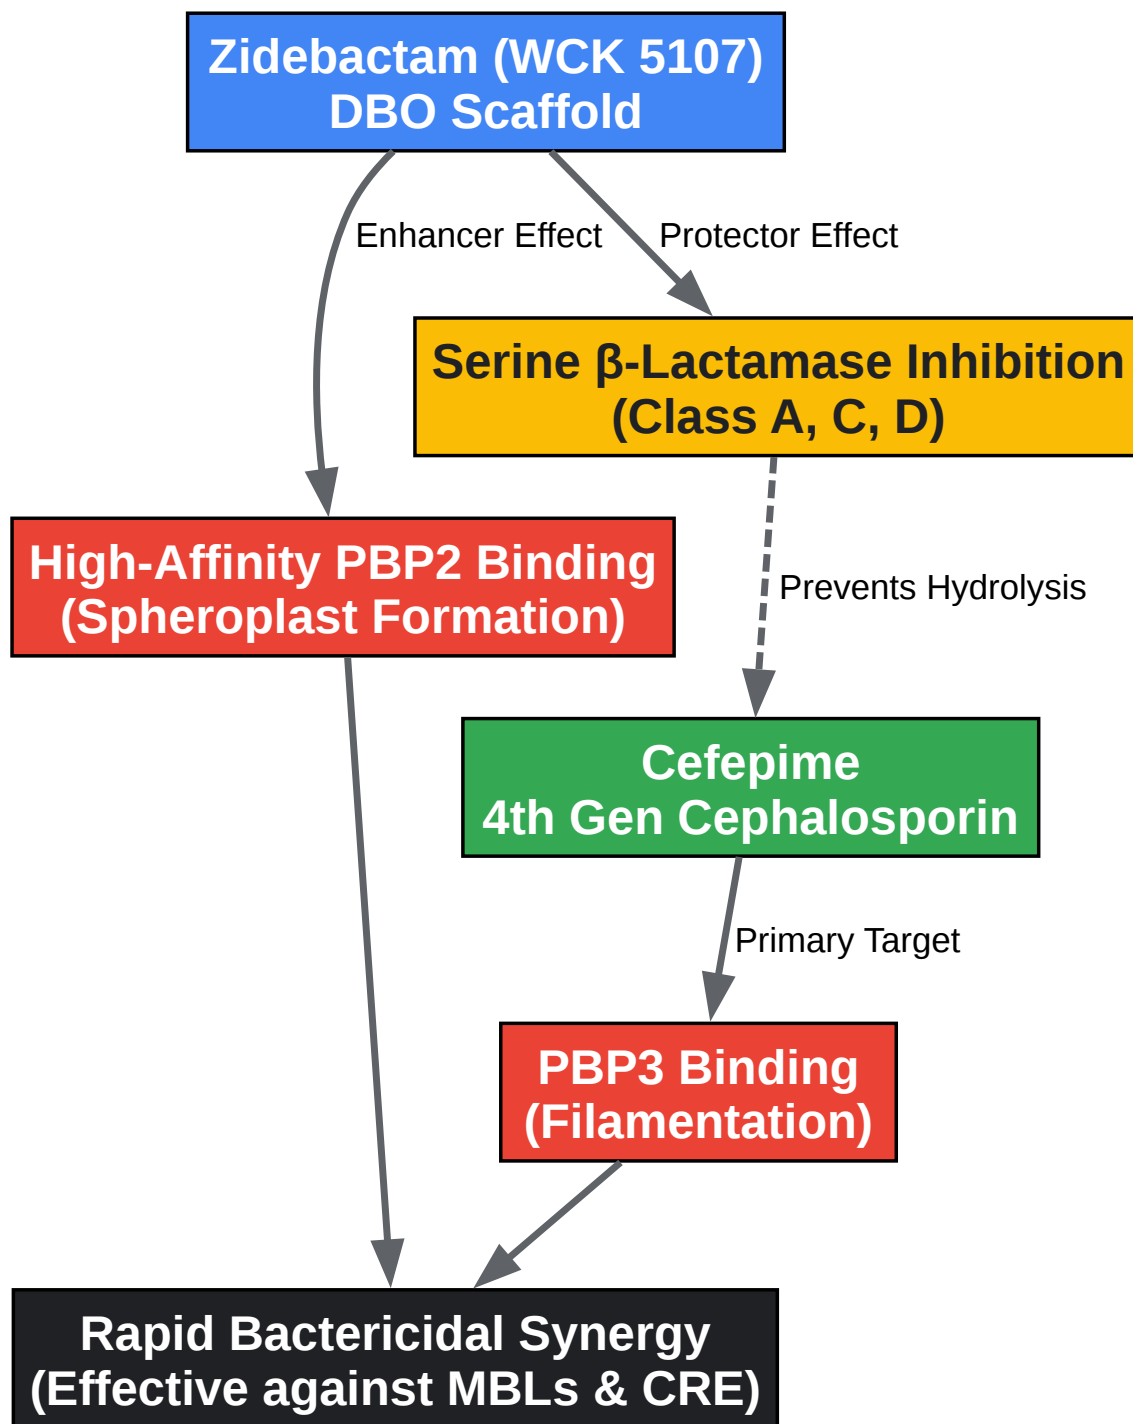 Zidebactam (WCK 5107)
DBO Scaffold
Enhancer Effect
Protector Effect
Serine β-Lactamase Inhibition
(Class A, C, D)
High-Affinity PBP2 Binding
(Spheroplast Formation)
Prevents Hydrolysis
Cefepime
4th Gen Cephalosporin
Primary Target
PBP3 Binding
(Filamentation)
Rapid Bactericidal Synergy
(Effective against MBLs & CRE)